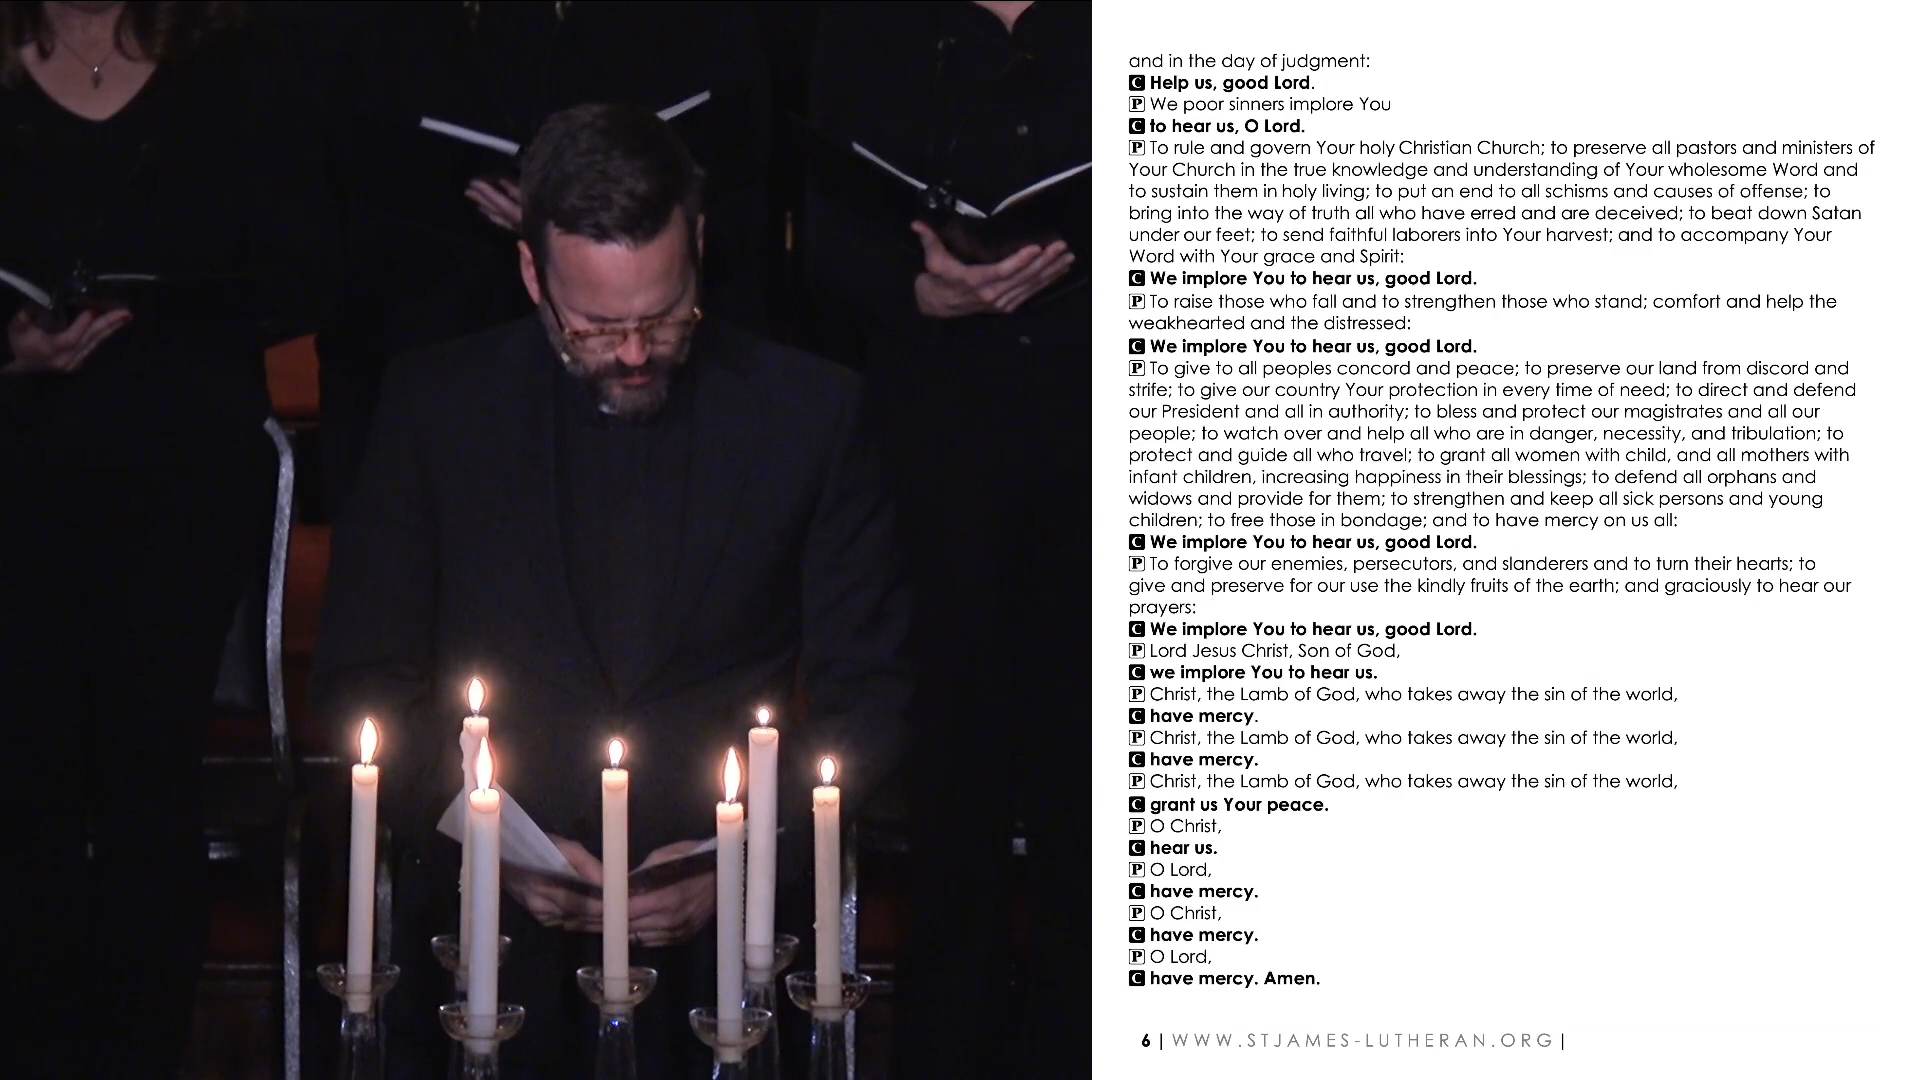 and in the day of judgment:
C Help us, good Lord.
P We poor sinners implore You
C to hear us, O Lord.
P To rule and govern Your holy Christian Church; to preserve all pastors and ministers of
Your Church in the true knowledge and understanding of Your wholesome Word and
to sustain them in holy living; to put an end to all schisms and causes of offense; to
bring into the way of truth all who have erred and are deceived; to beat down Satan
under our feet; to send faithful laborers into Your harvest; and to accompany Your
Word with Your grace and Spirit:
C We implore You to hear us, good Lord.
P To raise those who fall and to strengthen those who stand; comfort and help the
weakhearted and the distressed:
C We implore You to hear us, good Lord.
P To give to all peoples concord and peace; to preserve our land from discord and
strife; to give our country Your protection in every time of need; to direct and defend
our President and all in authority; to bless and protect our magistrates and all our
people; to watch over and help all who are in danger, necessity, and tribulation; to
protect and guide all who travel; to grant all women with child, and all mothers with
infant children, increasing happiness in their blessings; to defend all orphans and
widows and provide for them; to strengthen and keep all sick persons and young
children; to free those in bondage; and to have mercy on us all:
C We implore You to hear us, good Lord.
P To forgive our enemies, persecutors, and slanderers and to turn their hearts; to
give and preserve for our use the kindly fruits of the earth; and graciously to hear our
prayers:
C We implore You to hear us, good Lord.
P Lord Jesus Christ, Son of God,
C we implore You to hear us.
P Christ, the Lamb of God, who takes away the sin of the world,
C have mercy.
P Christ, the Lamb of God, who takes away the sin of the world,
C have mercy.
P Christ, the Lamb of God, who takes away the sin of the world,
C grant us Your peace.
P O Christ,
C hear us.
P O Lord,
C have mercy.
P O Christ,
C have mercy.
P O Lord,
C have mercy. Amen.
6 | WWW.STJAMES-LUTHERAN.ORG |